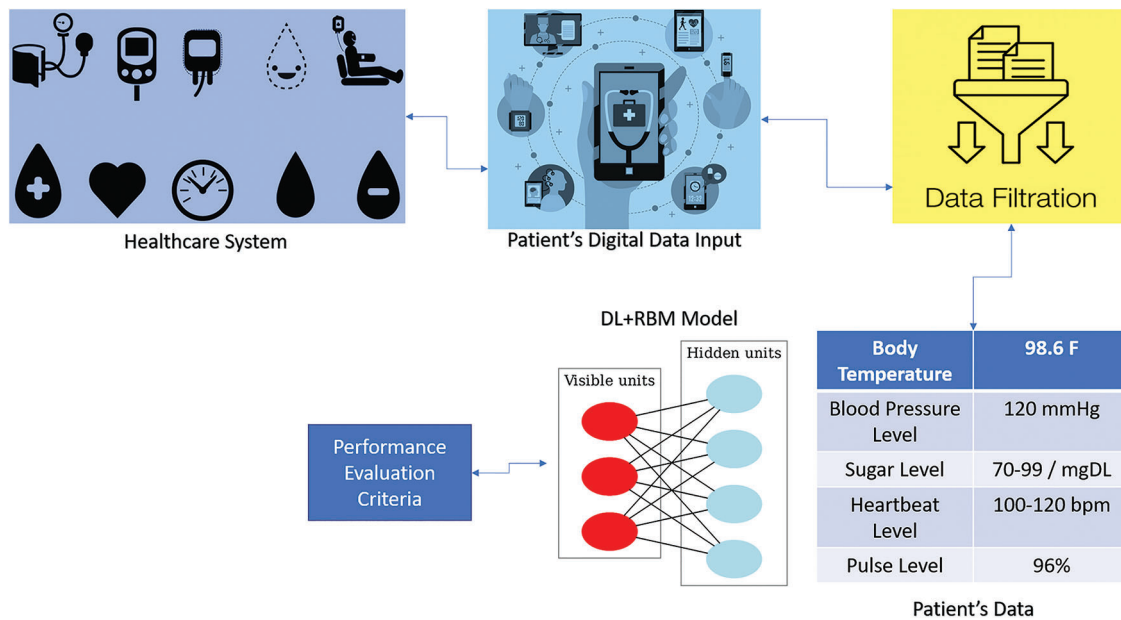 Healthcare System
Patient's Digital Data Input
Data Filtration
DL+RBM Model
Hidden units
Visible units
Performance
Evaluation
Criteria
Body
Temperature
98.6 F
Blood Pressure
Level
120 mmHg
Sugar Level
70-99 / mgDL
Heartbeat
Level
100-120 bpm
Pulse Level
96%
Patient's Data